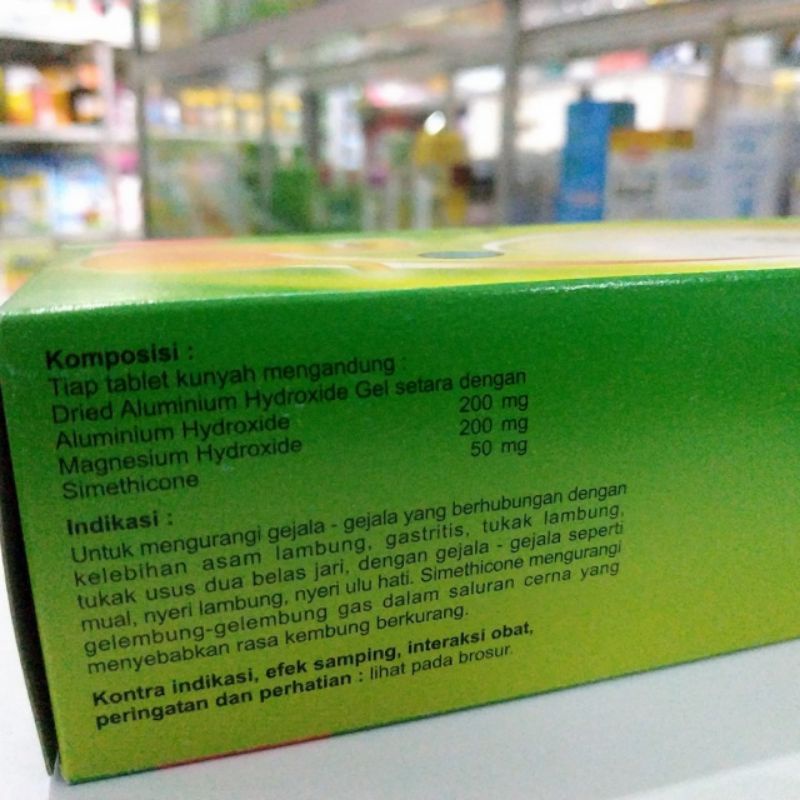 Komposisi :
Tiap tablet kunyah mengandung :
Dried Aluminium Hydroxide Gel setara dengan
Aluminium Hydroxide 200 mg
Magnesium Hydroxide 200 mg
Simethicone 50 mg
Indikasi :
Untuk mengurangi gejala - gejala yang berhubungan dengan
kelebihan asam lambung, gastritis, tukak lambung,
tukak usus dua belas jari, dengan gejala - gejala seperti
mual, nyeri lambung, nyeri ulu hati. Simethicone mengurangi
gelembung-gelembung gas dalam saluran cerna yang
menyebabkan rasa kembung berkurang.
Kontra indikasi, efek samping, interaksi obat,
peringatan dan perhatian : lihat pada brosur.